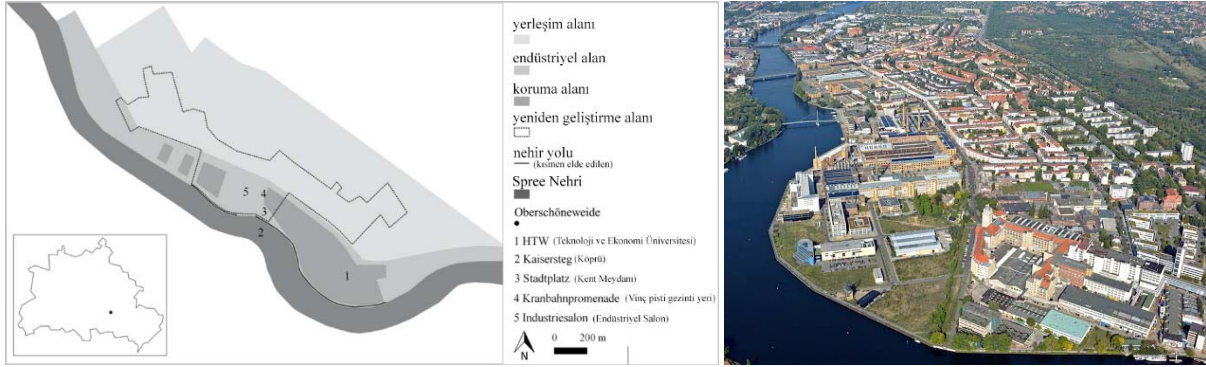 yerleşim alanı
endüstriyel alan
koruma alanı
yeniden geliştirme alanı
nehir yolu
(kısmen elde edilen)
Spree Nehri
Oberschöneweide
1 HTW (Teknoloji ve Ekonomi Üniversitesi)
2 Kaisersteg (Köprü)
3 Stadtplatz (Kent Meydanı)
4 Kranbahnpromenade (Vinç pisti gezinti yeri)
5 Industriesalon (Endüstriyel Salon)
N
0 200 m
5 4
3
2
1